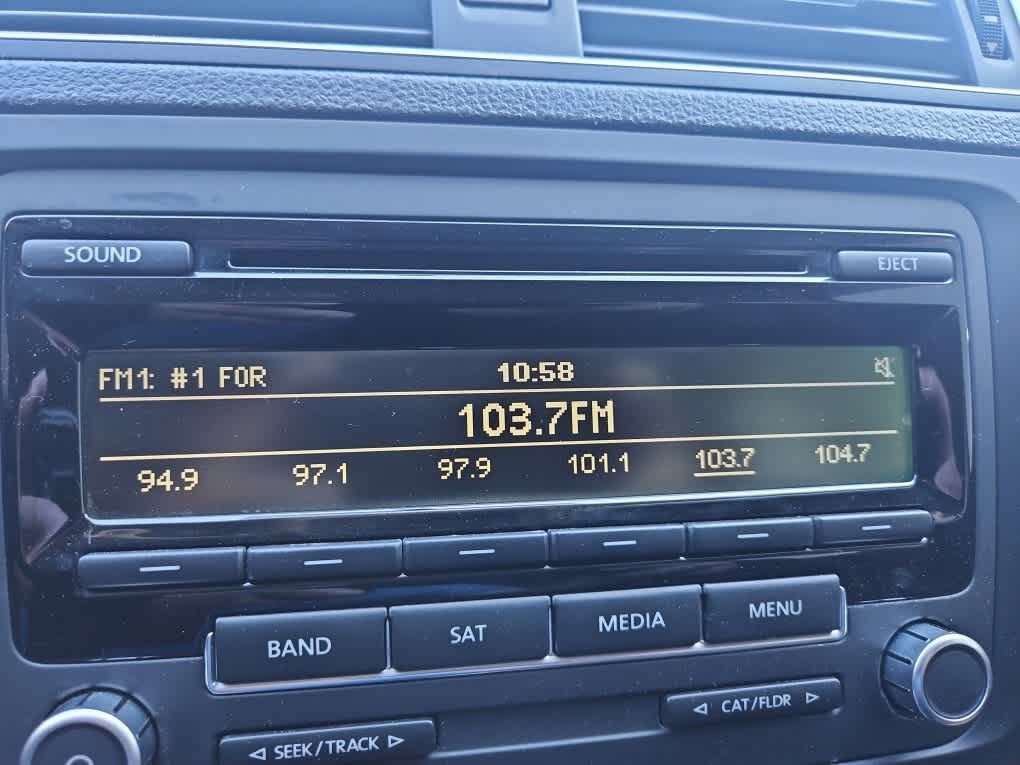 SOUND EJECT
FM1: #1 FOR 10:58
103.7FM
94.9 97.1 97.9 101.1 103.7 104.7
BAND SAT MEDIA MENU
CAT/FLDR
SEEK/TRACK